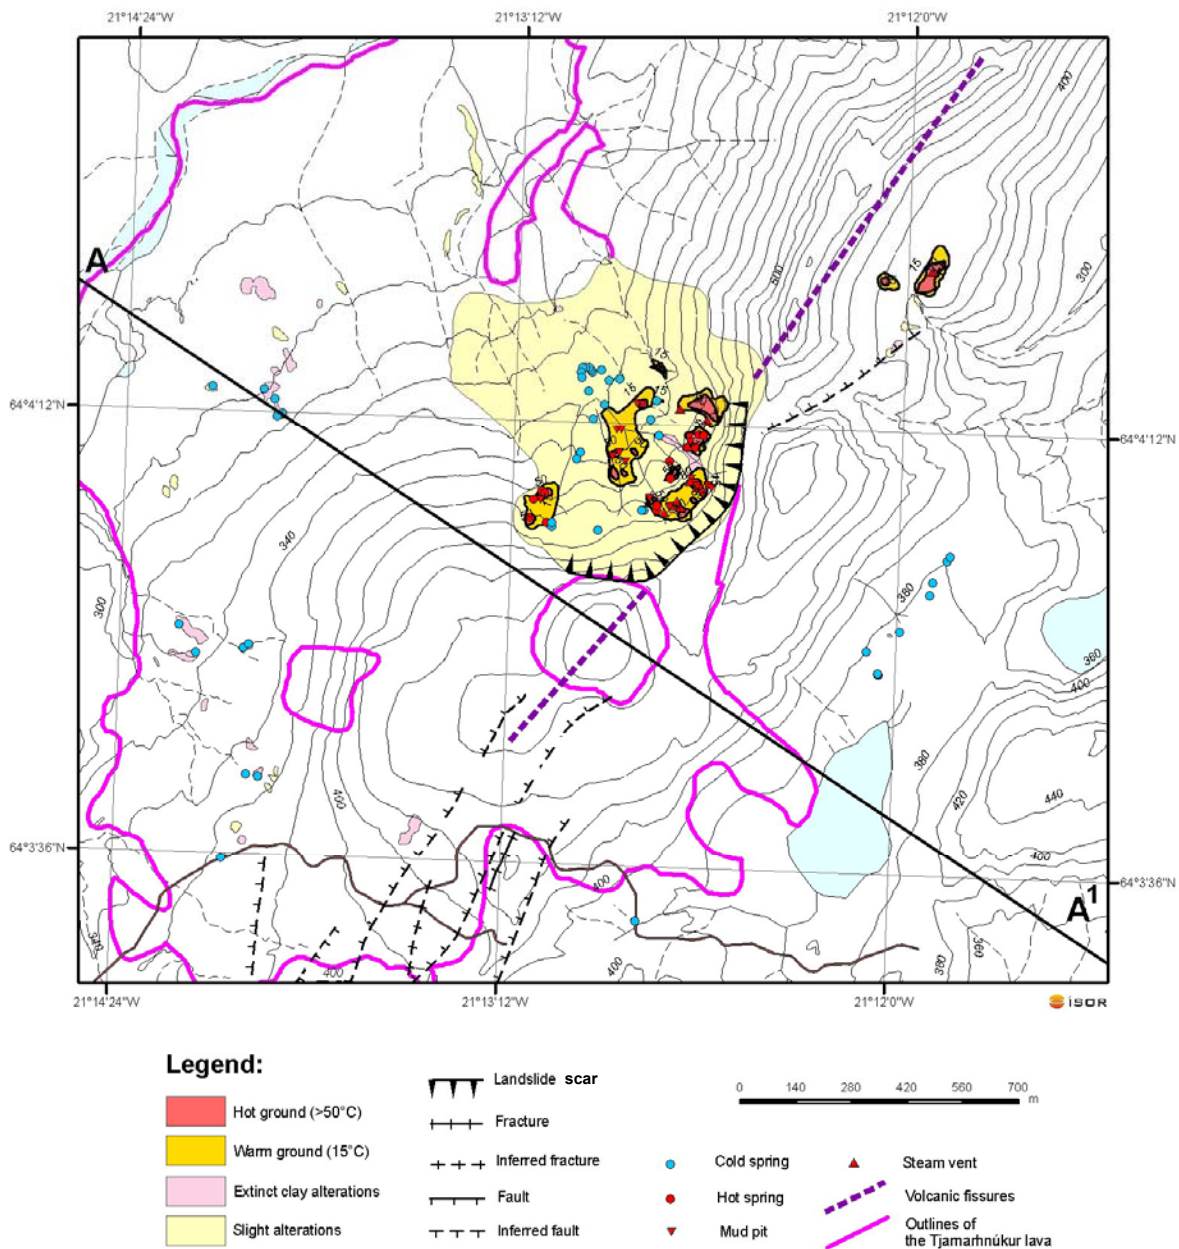 21°14'24"W
21°13'12"W
21°12'0"W
400
A
15
300
600
15
15
15
64°4'12"N
64°4'12"N
340
300
380
360
400
380
400
420
440
400
64°3'36"N
64°3'36"N
400
A1
400
400
380
360
21°14'24"W
21°13'12"W
21°12'0"W
ÍSOR
Legend:
Hot ground (>50°C)
Warm ground (15°C)
Extinct clay alterations
Slight alterations
Landslide scar
Fracture
Inferred fracture
Fault
Inferred fault
0 140 280 420 560 700
m
Cold spring
Hot spring
Mud pit
Steam vent
Volcanic fissures
Outlines of
the Tjarnarhnúkur lava